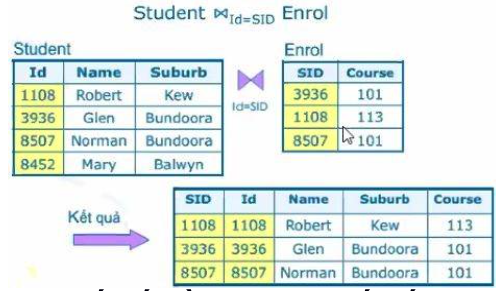 Student ⋈Id=SID Enrol
Student
Id Name Suburb
1108 Robert Kew
3936 Glen Bundoora
8507 Norman Bundoora
8452 Mary Balwyn
Id=SID
Enrol
SID Course
3936 101
1108 113
8507 101
Kết quả
SID Id Name Suburb Course
1108 1108 Robert Kew 113
3936 3936 Glen Bundoora 101
8507 8507 Norman Bundoora 101